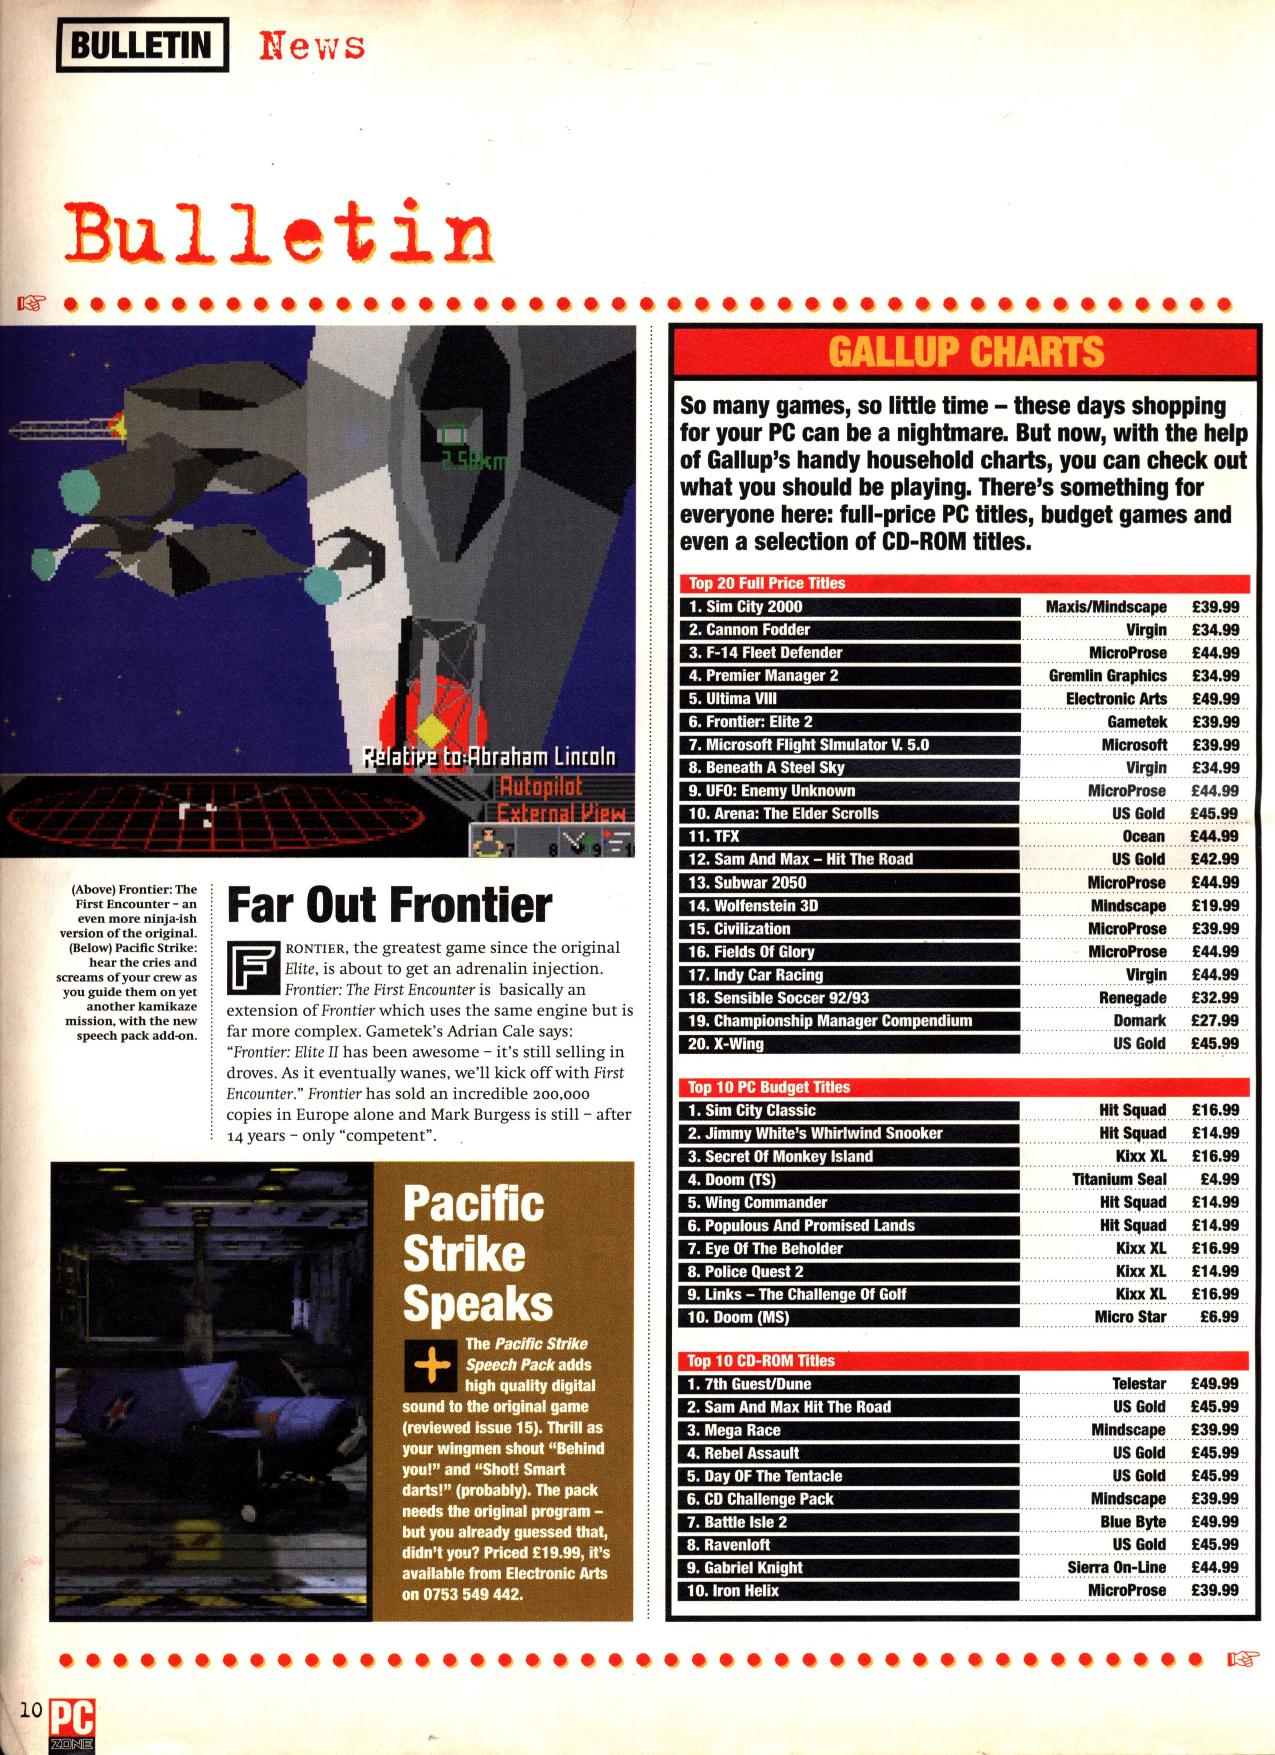 BULLETIN News
Bulletin
2.58km
Relative to:Abraham Lincoln
Autopilot
External View
7 8 9
(Above) Frontier: The
First Encounter – an
even more ninja-ish
version of the original.
(Below) Pacific Strike:
hear the cries and
screams of your crew as
you guide them on yet
another kamikaze
mission, with the new
speech pack add-on.
Far Out Frontier
FRONTIER, the greatest game since the original
Elite, is about to get an adrenalin injection.
Frontier: The First Encounter is basically an
extension of Frontier which uses the same engine but is
far more complex. Gametek's Adrian Cale says:
"Frontier: Elite II has been awesome – it's still selling in
droves. As it eventually wanes, we'll kick off with First
Encounter." Frontier has sold an incredible 200,000
copies in Europe alone and Mark Burgess is still – after
14 years – only "competent".
Pacific
Strike
Speaks
+ The Pacific Strike
Speech Pack adds
high quality digital
sound to the original game
(reviewed issue 15). Thrill as
your wingmen shout "Behind
you!" and "Shot! Smart
darts!" (probably). The pack
needs the original program –
but you already guessed that,
didn't you? Priced £19.99, it's
available from Electronic Arts
on 0753 549 442.
GALLUP CHARTS
So many games, so little time – these days shopping
for your PC can be a nightmare. But now, with the help
of Gallup's handy household charts, you can check out
what you should be playing. There's something for
everyone here: full-price PC titles, budget games and
even a selection of CD-ROM titles.
Top 20 Full Price Titles
1. Sim City 2000 Maxis/Mindscape £39.99
2. Cannon Fodder Virgin £34.99
3. F-14 Fleet Defender MicroProse £44.99
4. Premier Manager 2 Gremlin Graphics £34.99
5. Ultima VIII Electronic Arts £49.99
6. Frontier: Elite 2 Gametek £39.99
7. Microsoft Flight SImulator V. 5.0 Microsoft £39.99
8. Beneath A Steel Sky Virgin £34.99
9. UFO: Enemy Unknown MicroProse £44.99
10. Arena: The Elder Scrolls US Gold £45.99
11. TFX Ocean £44.99
12. Sam And Max – Hit The Road US Gold £42.99
13. Subwar 2050 MicroProse £44.99
14. Wolfenstein 3D Mindscape £19.99
15. Civilization MicroProse £39.99
16. Fields Of Glory MicroProse £44.99
17. Indy Car Racing Virgin £44.99
18. Sensible Soccer 92/93 Renegade £32.99
19. Championship Manager Compendium Domark £27.99
20. X-Wing US Gold £45.99
Top 10 PC Budget Titles
1. Sim City Classic Hit Squad £16.99
2. Jimmy White's Whirlwind Snooker Hit Squad £14.99
3. Secret Of Monkey Island Kixx XL £16.99
4. Doom (TS) Titanium Seal £4.99
5. Wing Commander Hit Squad £14.99
6. Populous And Promised Lands Hit Squad £14.99
7. Eye Of The Beholder Kixx XL £16.99
8. Police Quest 2 Kixx XL £14.99
9. Links – The Challenge Of Golf Kixx XL £16.99
10. Doom (MS) Micro Star £6.99
Top 10 CD-ROM Titles
1. 7th Guest/Dune Telestar £49.99
2. Sam And Max Hit The Road US Gold £45.99
3. Mega Race Mindscape £39.99
4. Rebel Assault US Gold £45.99
5. Day OF The Tentacle US Gold £45.99
6. CD Challenge Pack Mindscape £39.99
7. Battle Isle 2 Blue Byte £49.99
8. Ravenloft US Gold £45.99
9. Gabriel Knight Sierra On-Line £44.99
10. Iron Helix MicroProse £39.99
10 PC
ZONE